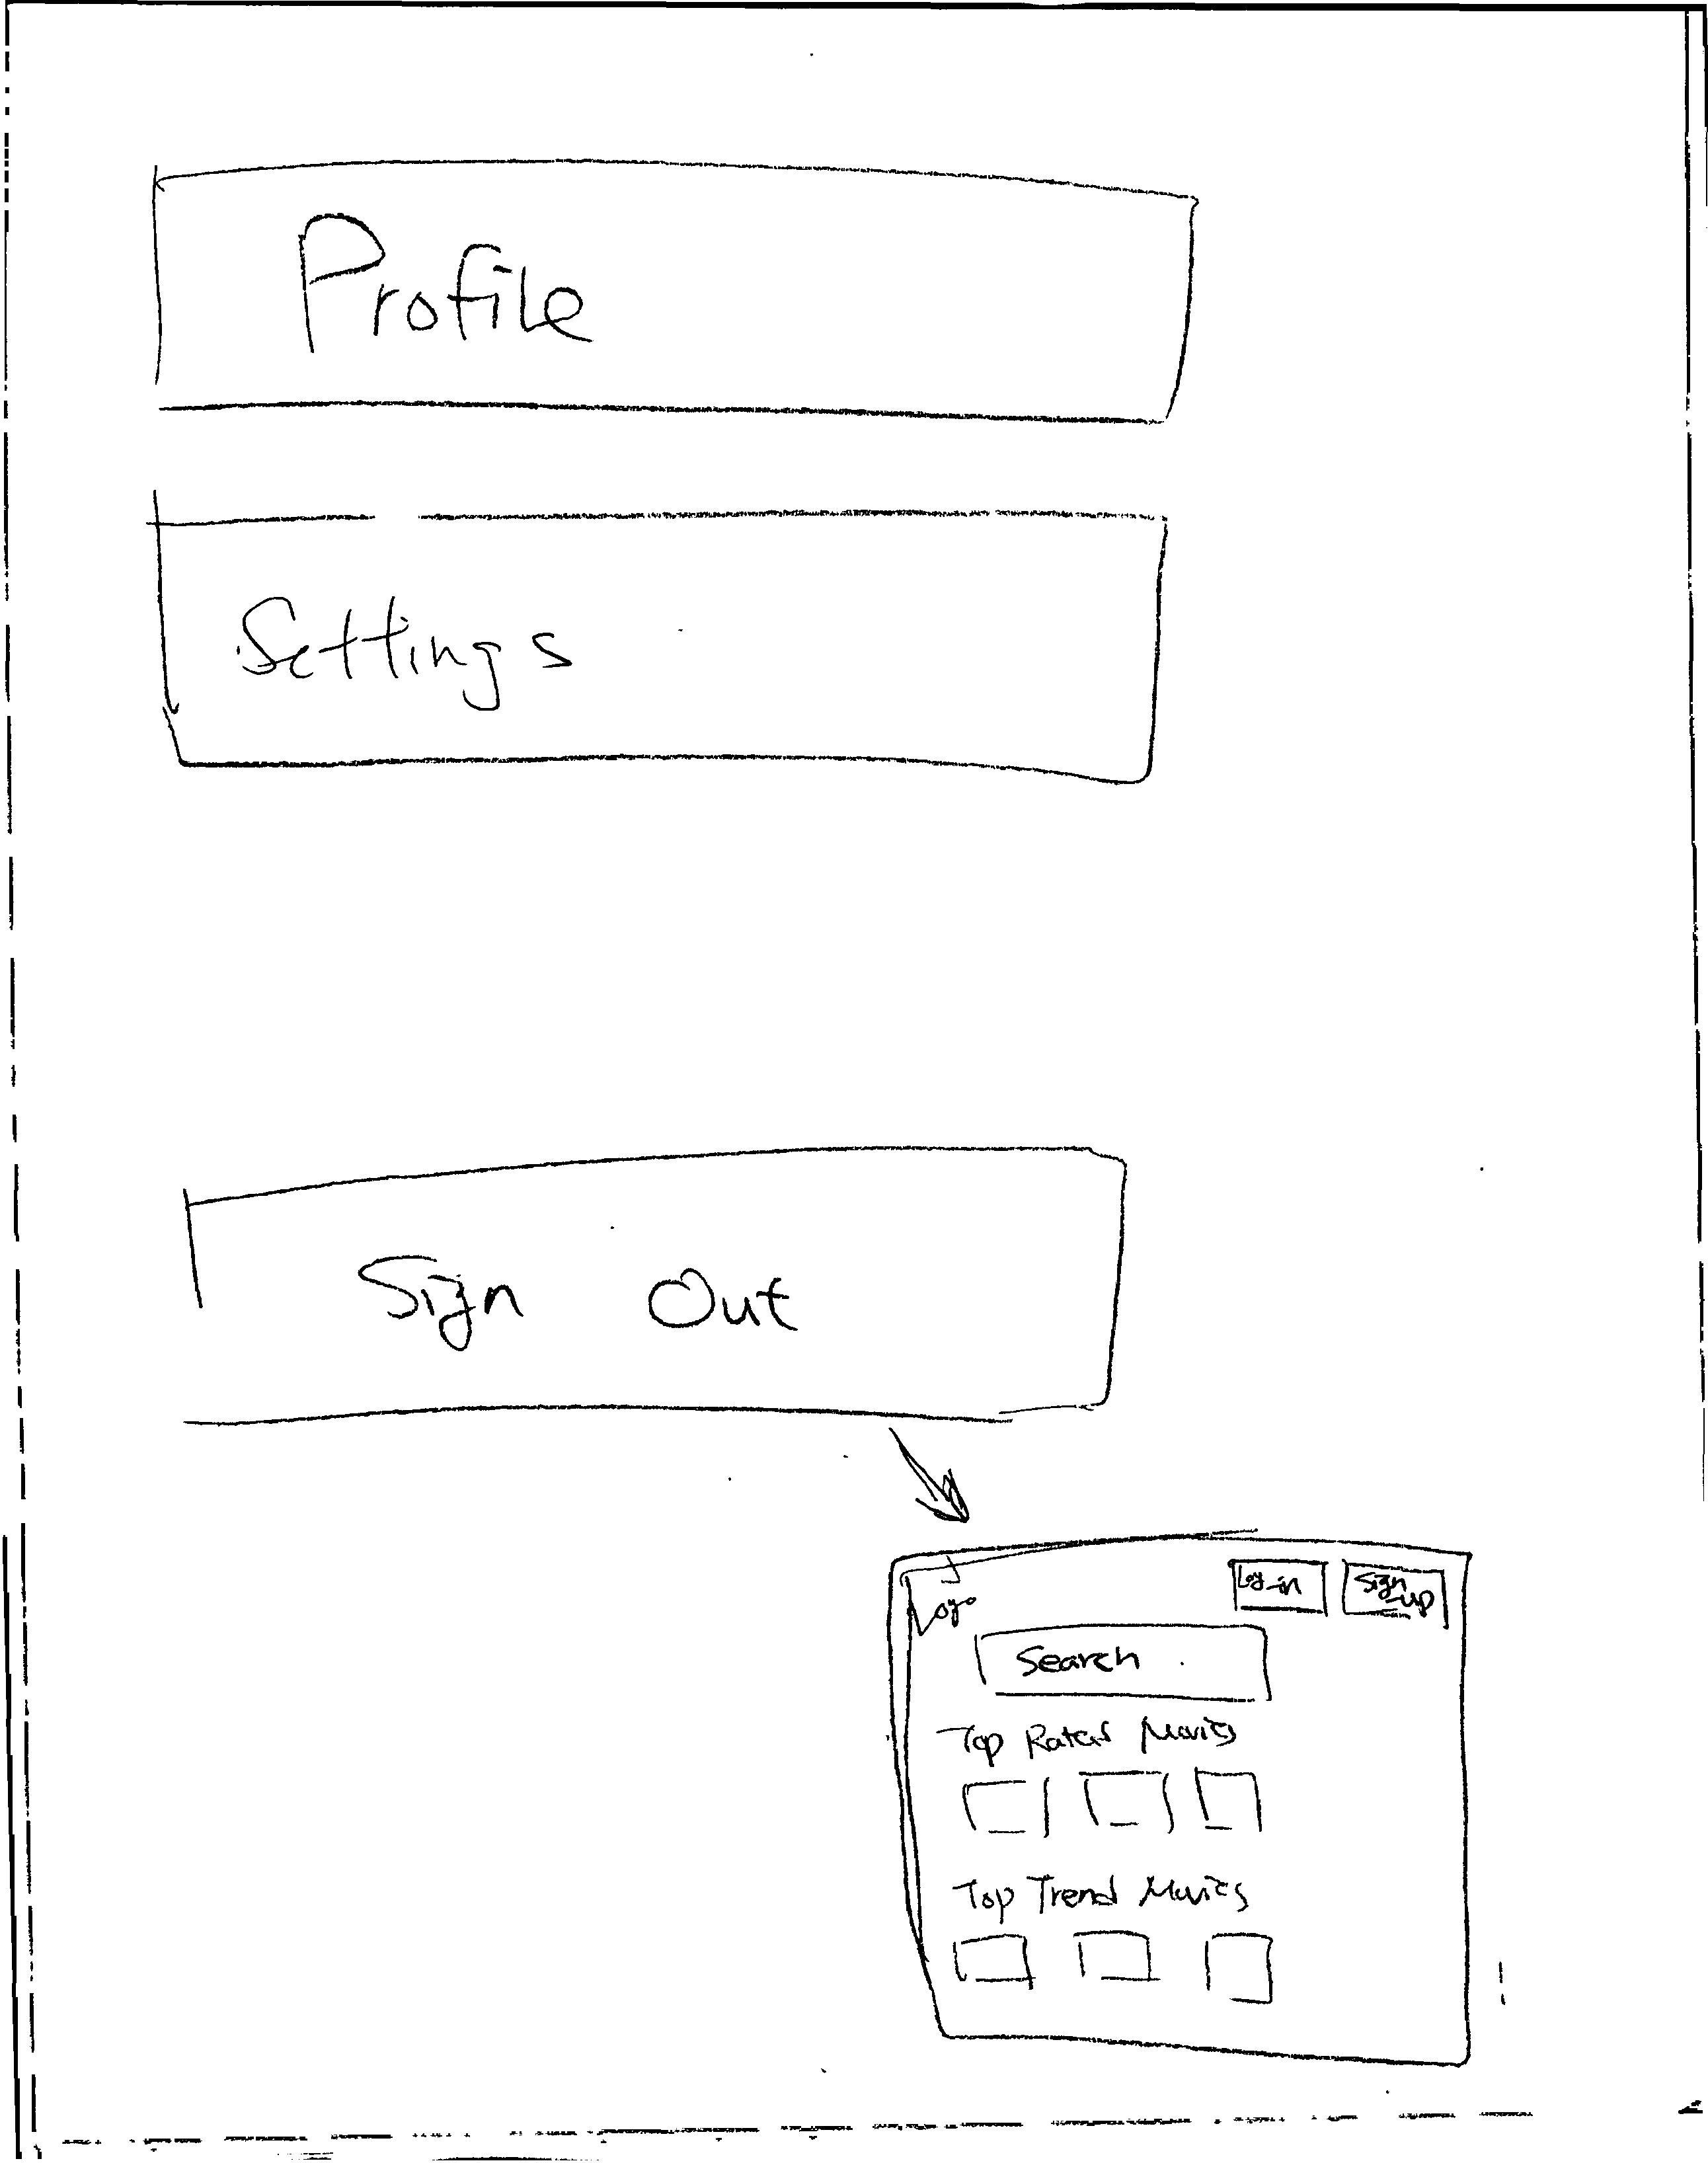 Profile
Settings
Sign Out
Logo
Log-in
Sign up
Search
Top Rated Movies
Top Trend Movies